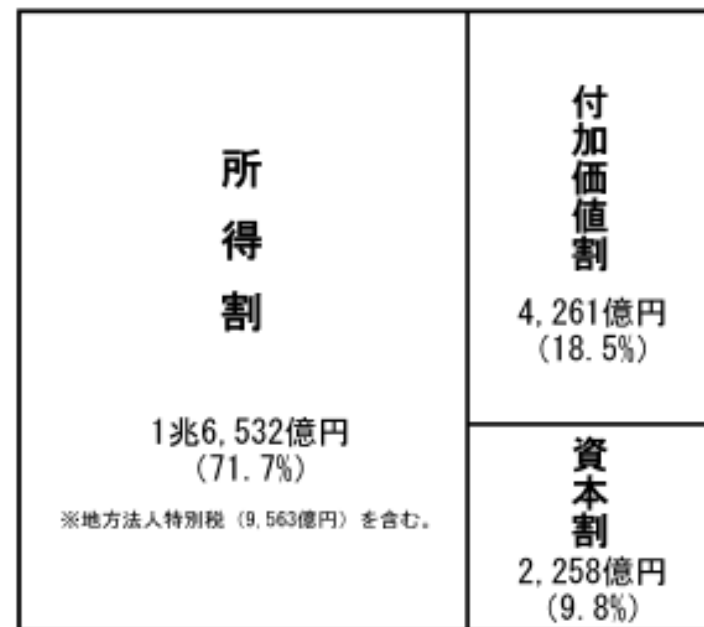 所得割
1兆6,532億円
(71.7%)
※地方法人特別税（9,563億円）を含む。
付加価値割
4,261億円
(18.5%)
資本割
2,258億円
(9.8%)